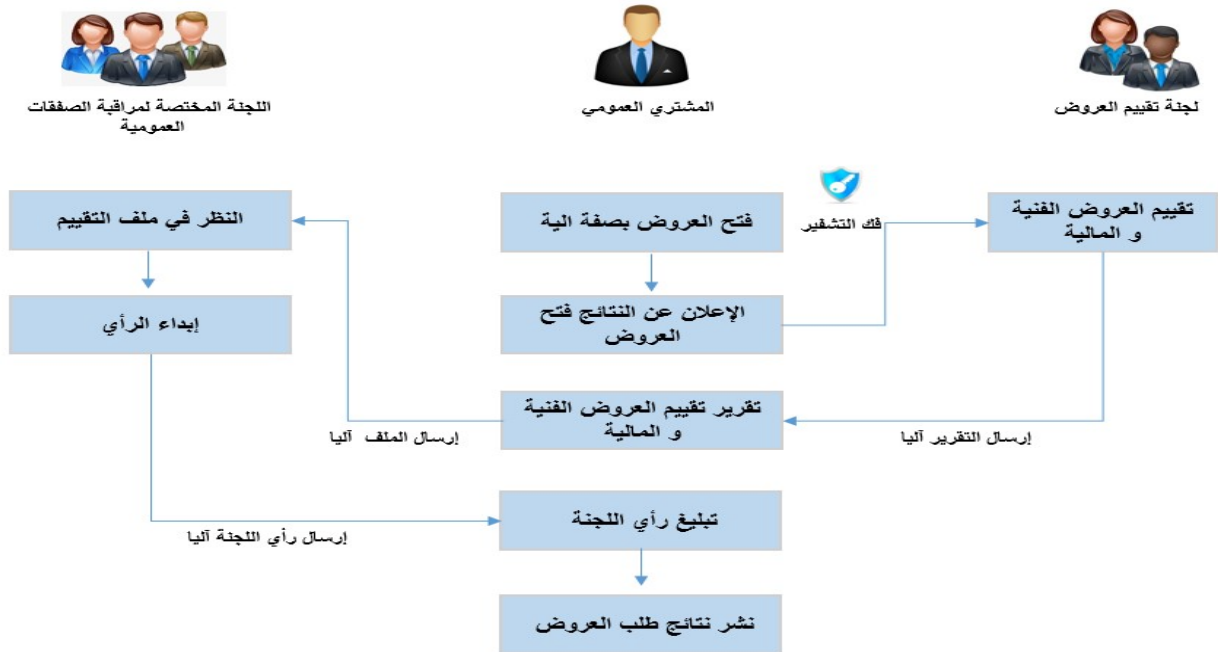 لجنة تقييم العروض
المشتري العمومي
اللجنة المختصة لمراقبة الصفقات
العمومية
تقييم العروض الفنية
و المالية
فك التشفير
فتح العروض بصفة الية
النظر في ملف التقييم
الإعلان عن النتائج فتح
العروض
إبداء الرأي
تقرير تقييم العروض الفنية
و المالية
إرسال التقرير آليا
إرسال الملف آليا
تبليغ رأي اللجنة
إرسال رأي اللجنة آليا
نشر نتائج طلب العروض